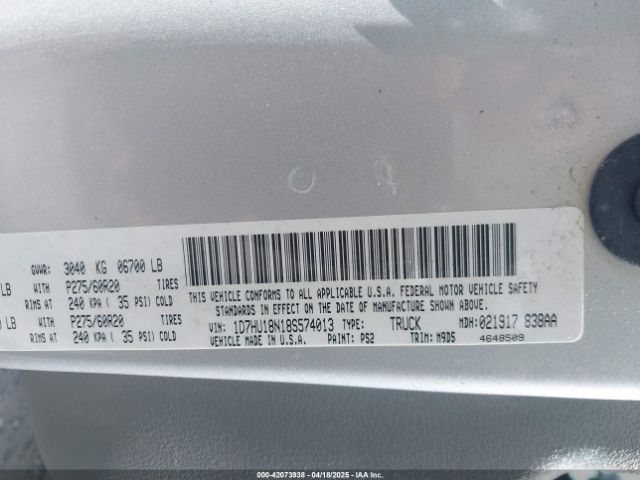 GVWR: 3040 KG 06700 LB
LB WITH P275/60R20 TIRES
RIMS AT 240 KPA ( 35 PSI) COLD
LB WITH P275/60R20 TIRES
RIMS AT 240 KPA ( 35 PSI) COLD
THIS VEHICLE CONFORMS TO ALL APPLICABLE U.S.A. FEDERAL MOTOR VEHICLE SAFETY
STANDARDS IN EFFECT ON THE DATE OF MANUFACTURE SHOWN ABOVE.
VIN: 1D7HU18N18S574013 TYPE: TRUCK MDH:021917 838AA
VEHICLE MADE IN U.S.A. PAINT: PS2 TRIM: M9D5 4648509
000-42073938 - 04/18/2025 - IAA Inc.